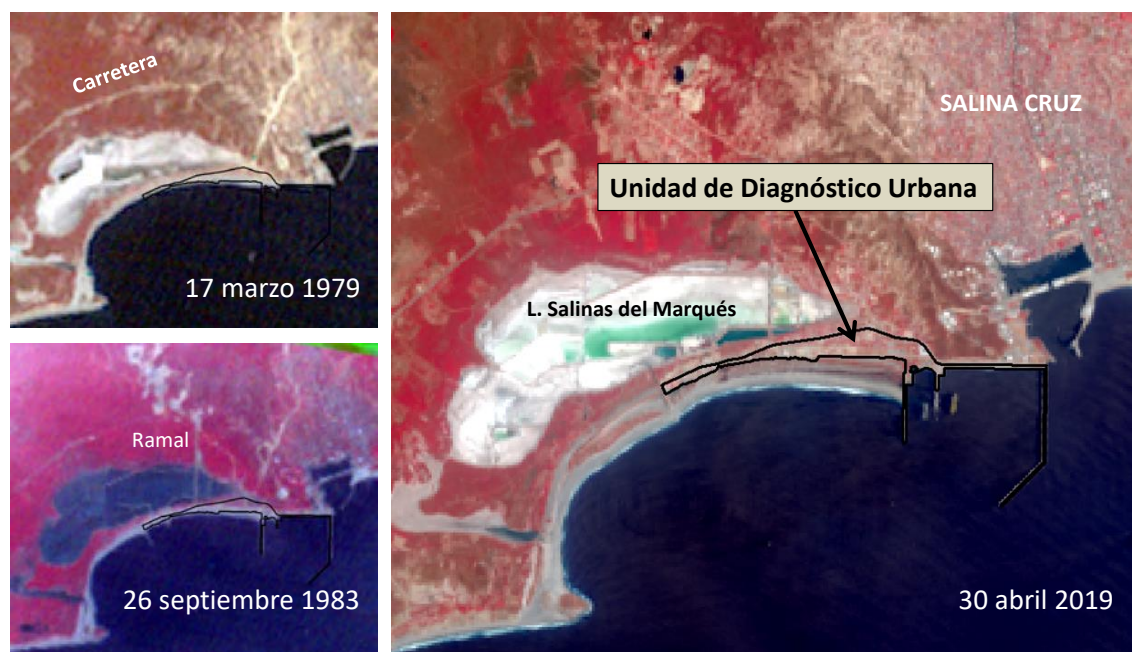 Carretera
17 marzo 1979
Ramal
26 septiembre 1983
SALINA CRUZ
Unidad de Diagnóstico Urbana
L. Salinas del Marqués
30 abril 2019